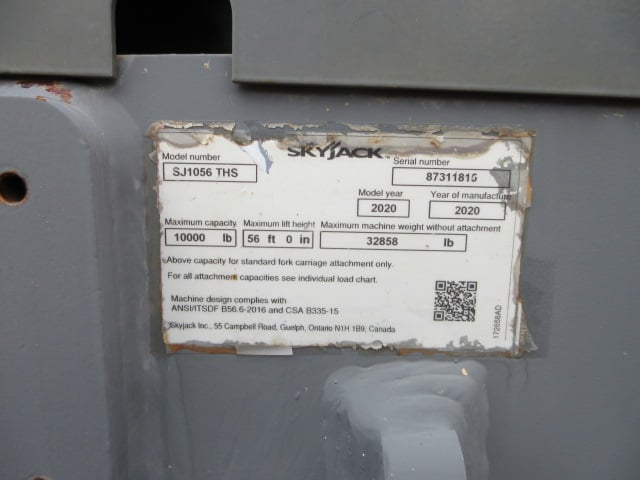 SKYJACK™
Model number
Serial number
SJ1056 THS
87311815
Model year
Year of manufacture
2020
2020
Maximum capacity
Maximum lift height
Maximum machine weight without attachment
10000 lb
56 ft 0 in
32858 lb
Above capacity for standard fork carriage attachment only.
For all attachment capacities see individual load chart.
Machine design complies with
ANSI/ITSDF B56.6-2016 and CSA B335-15
Skyjack Inc., 55 Campbell Road, Guelph, Ontario N1H 1B9, Canada
172658AD